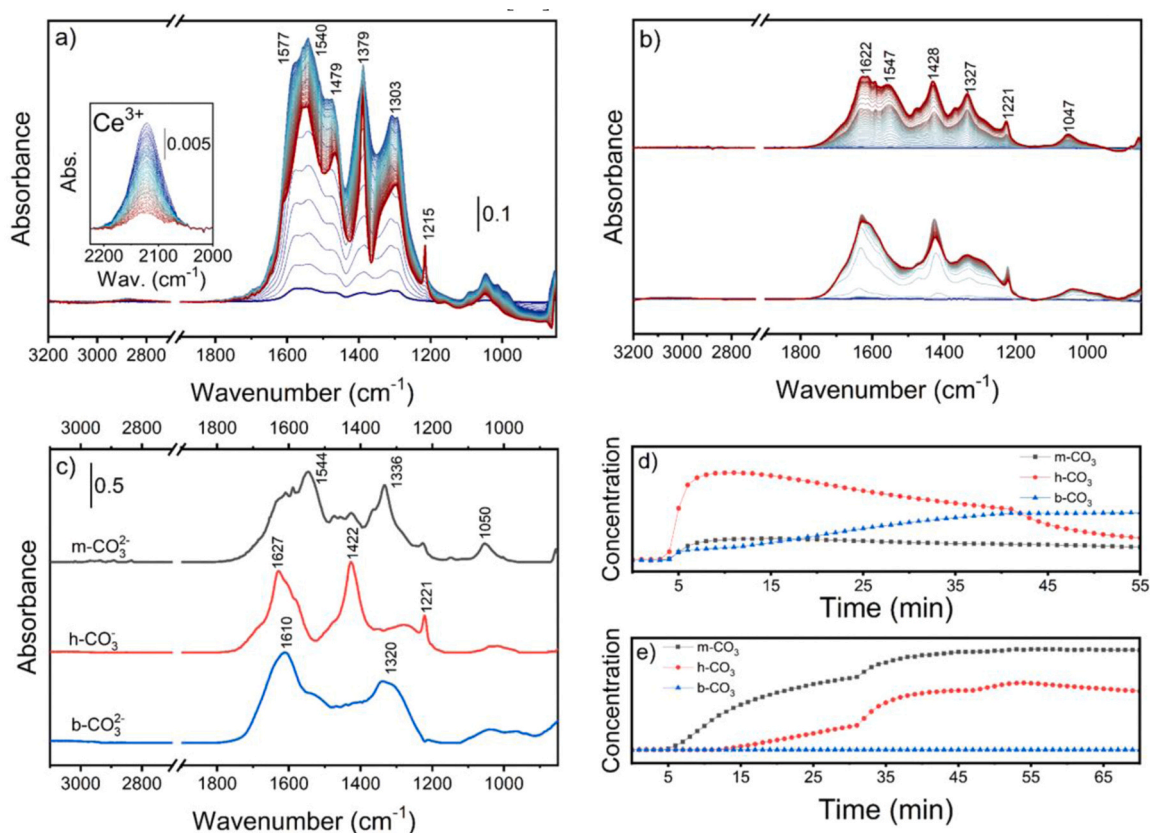 a)
1577
1540
1479
1379
1303
1215
Ce3+
0.005
Abs.
2200 2100 2000
Wav. (cm-1)
0.1
Absorbance
3200 3000 2800 1800 1600 1400 1200 1000
Wavenumber (cm-1)
b)
1622
1547
1428
1327
1221
1047
Absorbance
3200 3000 2800 1800 1600 1400 1200 1000
Wavenumber (cm-1)
3000 2800 1800 1600 1400 1200 1000
c)
0.5
1544
1336
1050
m-CO3 2-
1627
1422
1221
h-CO3 -
1610
1320
b-CO3 2-
Absorbance
3000 2800 1800 1600 1400 1200 1000
Wavenumber (cm-1)
d)
m-CO3
h-CO3
b-CO3
Concentration
5 15 25 35 45 55
Time (min)
e)
m-CO3
h-CO3
b-CO3
Concentration
5 15 25 35 45 55 65
Time (min)